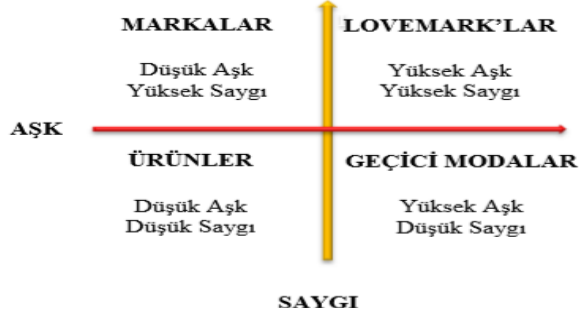 MARKALAR
Düşük Aşk
Yüksek Saygı
LOVEMARK’LAR
Yüksek Aşk
Yüksek Saygı
AŞK
ÜRÜNLER
Düşük Aşk
Düşük Saygı
GEÇİCİ MODALAR
Yüksek Aşk
Düşük Saygı
SAYGI